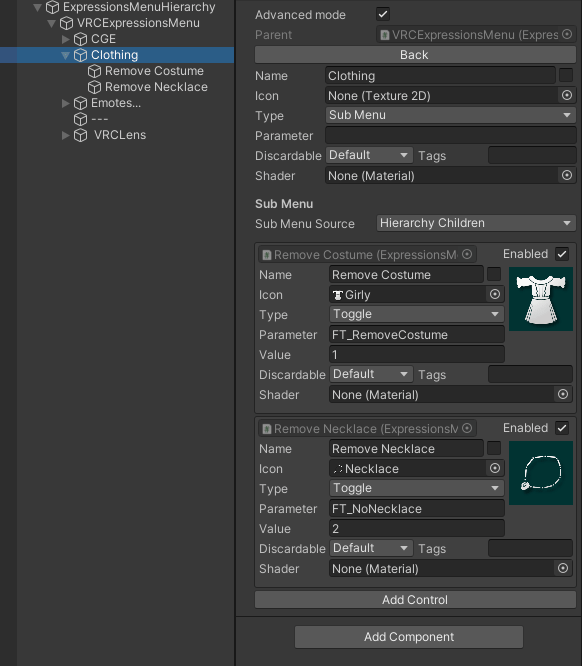 ExpressionsMenuHierarchy
VRCExpressionsMenu
CGE
Clothing
Remove Costume
Remove Necklace
Emotes...
---
VRCLens
Advanced mode
Parent VRCExpressionsMenu (Expres
Back
Name Clothing
Icon None (Texture 2D)
Type Sub Menu
Parameter
Discardable Default Tags
Shader None (Material)
Sub Menu
Sub Menu Source Hierarchy Children
Remove Costume (ExpressionsM Enabled
Name Remove Costume
Icon Girly
Type Toggle
Parameter FT_RemoveCostume
Value 1
Discardable Default Tags
Shader None (Material)
Remove Necklace (ExpressionsM Enabled
Name Remove Necklace
Icon Necklace
Type Toggle
Parameter FT_NoNecklace
Value 2
Discardable Default Tags
Shader None (Material)
Add Control
Add Component